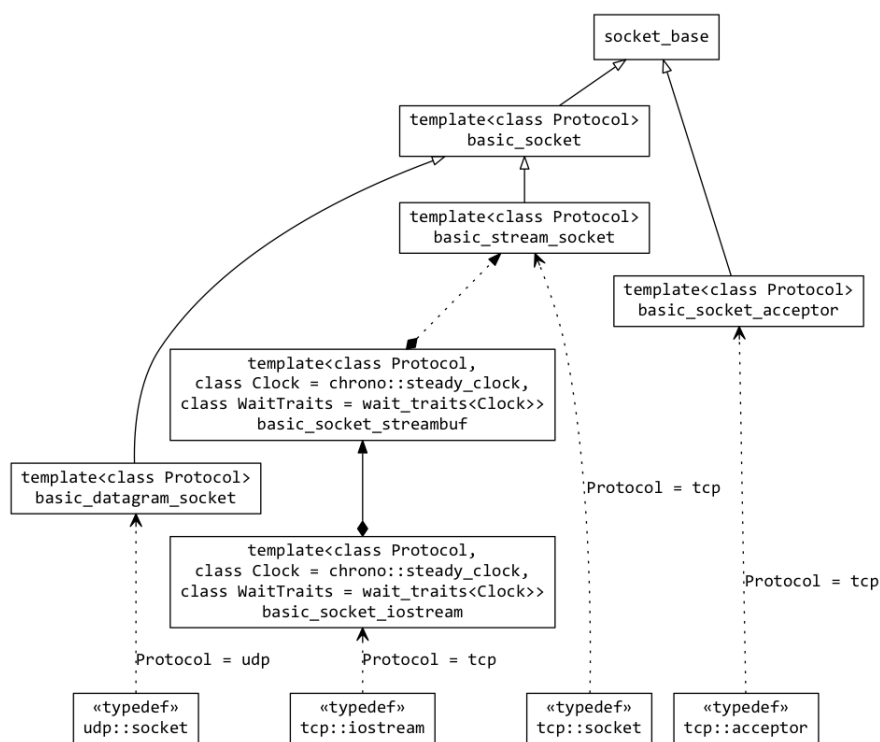 socket_base
template<class Protocol>
basic_socket
template<class Protocol>
basic_stream_socket
template<class Protocol>
basic_socket_acceptor
template<class Protocol,
class Clock = chrono::steady_clock,
class WaitTraits = wait_traits<Clock>>
basic_socket_streambuf
template<class Protocol>
basic_datagram_socket
Protocol = tcp
template<class Protocol,
class Clock = chrono::steady_clock,
class WaitTraits = wait_traits<Clock>>
basic_socket_iostream
Protocol = tcp
Protocol = udp
Protocol = tcp
«typedef»
udp::socket
«typedef»
tcp::iostream
«typedef»
tcp::socket
«typedef»
tcp::acceptor